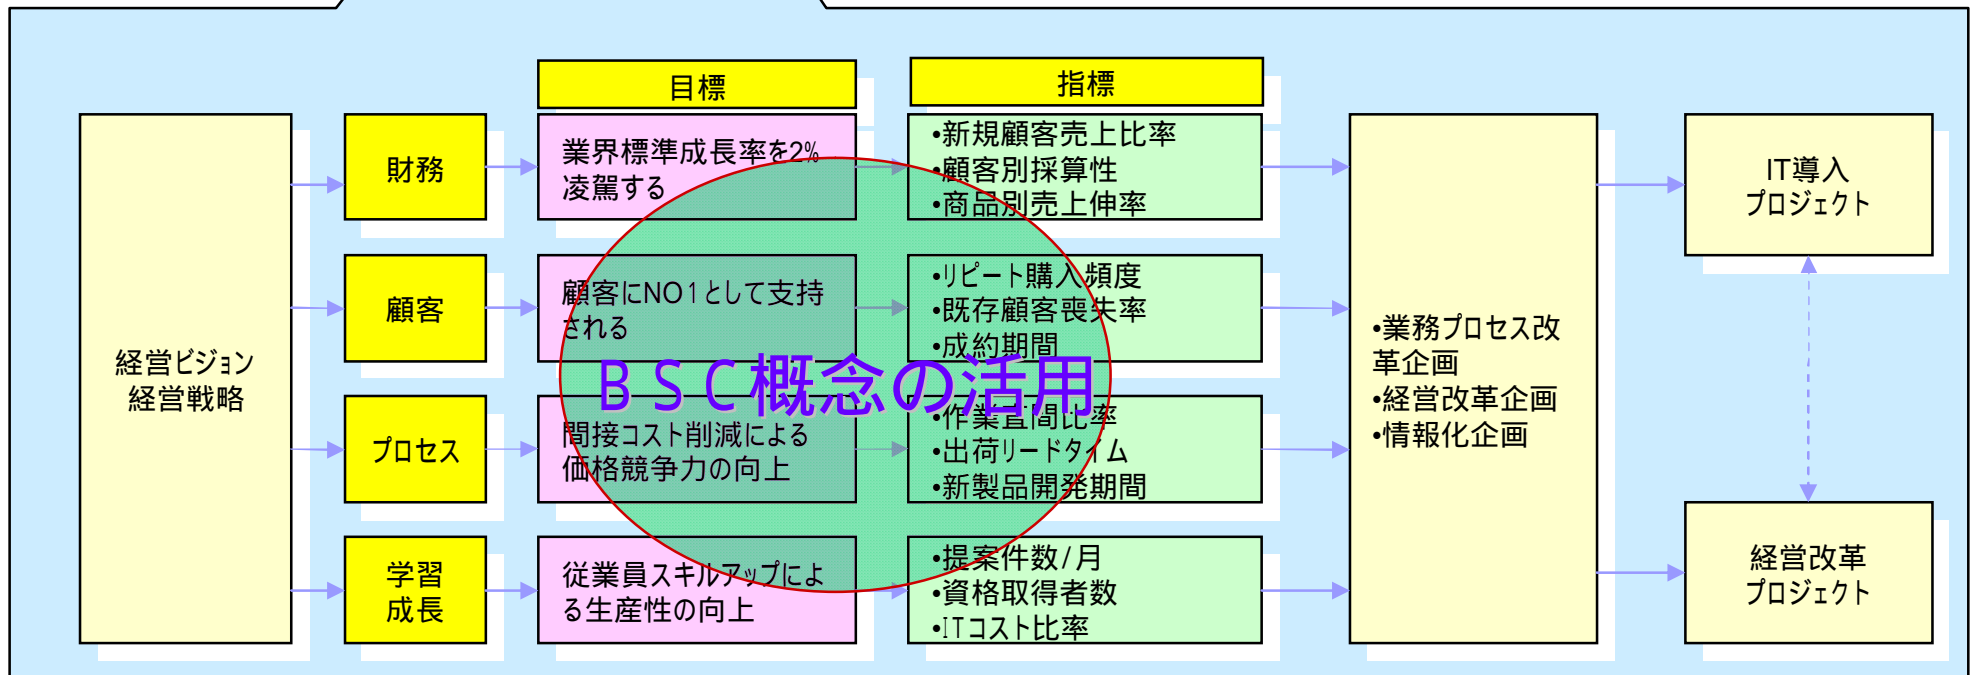 目標
指標
経営ビジョン
経営戦略
財務
業界標準成長率を2%
凌駕する
•新規顧客売上比率
•顧客別採算性
•商品別売上伸率
顧客
顧客にNO1として支持
される
•リピート購入頻度
•既存顧客喪失率
•成約期間
BSC概念の活用
プロセス
間接コスト削減による
価格競争力の向上
•作業直間比率
•出荷リードタイム
•新製品開発期間
学習
成長
従業員スキルアップによ
る生産性の向上
•提案件数/月
•資格取得者数
•ITコスト比率
•業務プロセス改
革企画
•経営改革企画
•情報化企画
IT導入
プロジェクト
経営改革
プロジェクト